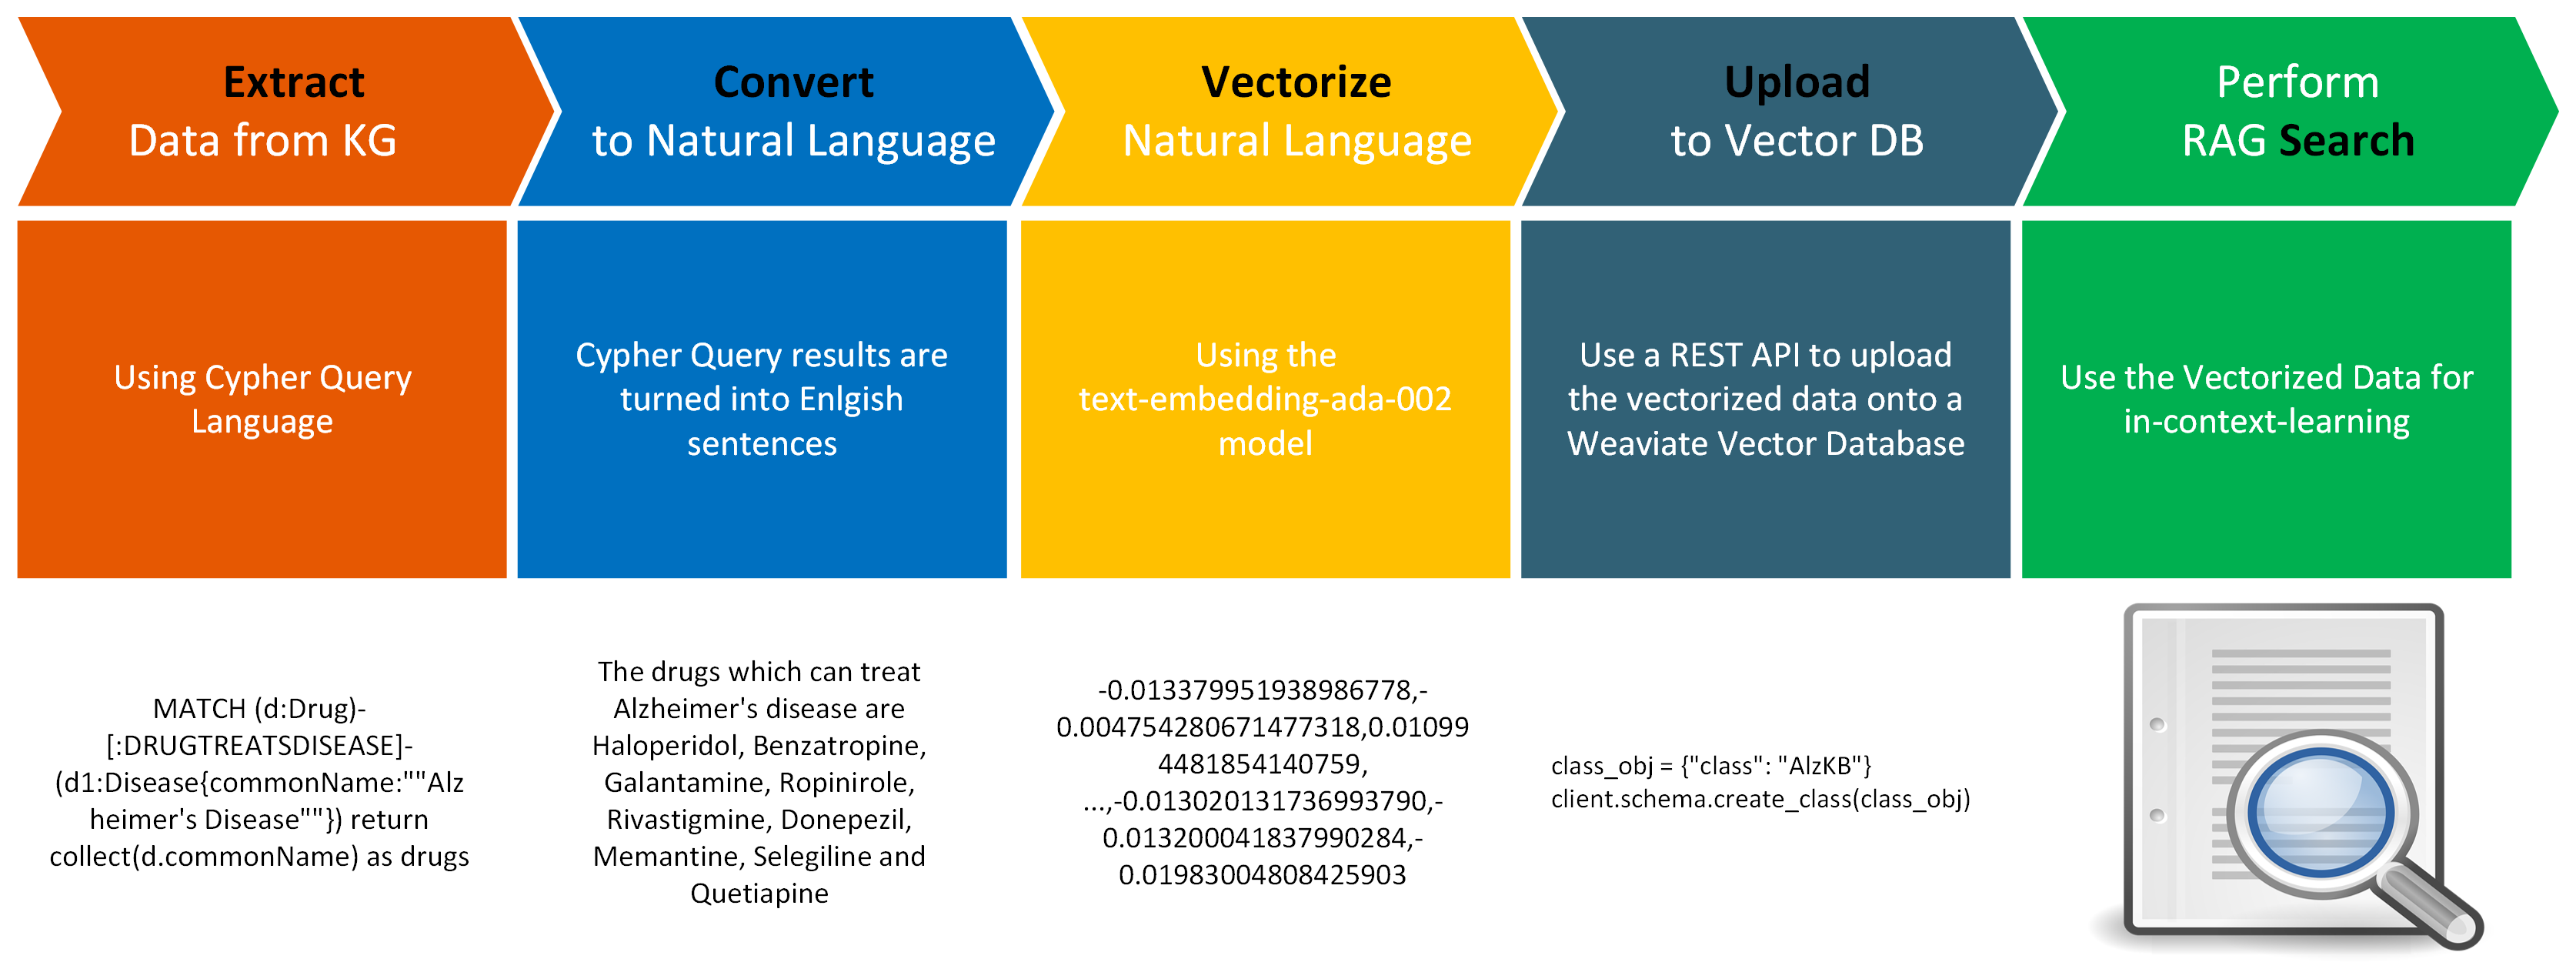 Extract
Data from KG
Convert
to Natural Language
Vectorize
Natural Language
Upload
to Vector DB
Perform
RAG Search
Using Cypher Query
Language
Cypher Query results are
turned into Enlgish
sentences
Using the
text-embedding-ada-002
model
Use a REST API to upload
the vectorized data onto a
Weaviate Vector Database
Use the Vectorized Data for
in-context-learning
MATCH (d:Drug)-
[:DRUGTREATSDISEASE]-
(d1:Disease{commonName:""Alz
heimer's Disease""}) return
collect(d.commonName) as drugs
The drugs which can treat
Alzheimer's disease are
Haloperidol, Benzatropine,
Galantamine, Ropinirole,
Rivastigmine, Donepezil,
Memantine, Selegiline and
Quetiapine
-0.013379951938986778,-
0.004754280671477318,0.01099
4481854140759,
...,-0.013020131736993790,-
0.013200041837990284,-
0.01983004808425903
class_obj = {"class": "AlzKB"}
client.schema.create_class(class_obj)